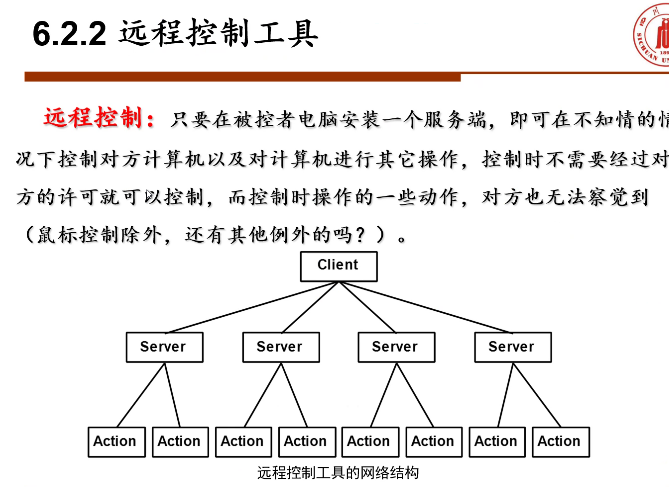 6.2.2 远程控制工具
远程控制：只要在被控者电脑安装一个服务端，即可在不知情的情
况下控制对方计算机以及对计算机进行其它操作，控制时不需要经过对
方的许可就可以控制，而控制时操作的一些动作，对方也无法察觉到
（鼠标控制除外，还有其他例外的吗？）。
Client
Server Server Server Server
Action Action Action Action Action Action Action Action
远程控制工具的网络结构